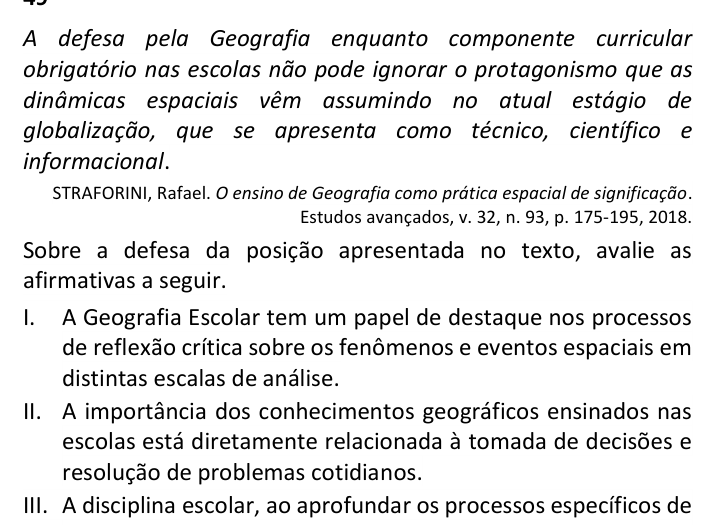 A defesa pela Geografia enquanto componente curricular
obrigatório nas escolas não pode ignorar o protagonismo que as
dinâmicas espaciais vêm assumindo no atual estágio de
globalização, que se apresenta como técnico, científico e
informacional.
STRAFORINI, Rafael. O ensino de Geografia como prática espacial de significação.
Estudos avançados, v. 32, n. 93, p. 175-195, 2018.
Sobre a defesa da posição apresentada no texto, avalie as
afirmativas a seguir.
I. A Geografia Escolar tem um papel de destaque nos processos
de reflexão crítica sobre os fenômenos e eventos espaciais em
distintas escalas de análise.
II. A importância dos conhecimentos geográficos ensinados nas
escolas está diretamente relacionada à tomada de decisões e
resolução de problemas cotidianos.
III. A disciplina escolar, ao aprofundar os processos específicos de